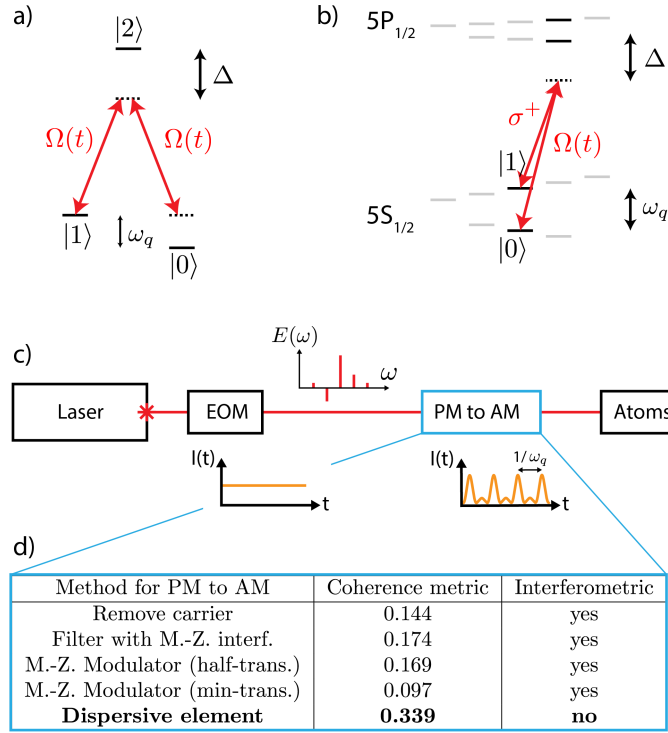 a)
|2⟩
Δ
Ω(t)
Ω(t)
|1⟩
ω_q
|0⟩
b)
5P_1/2
Δ
σ^+
Ω(t)
|1⟩
5S_1/2
ω_q
|0⟩
c)
E(ω)
ω
Laser
EOM
PM to AM
Atoms
I(t)
t
I(t)
1/ω_q
t
d)
Method for PM to AM Coherence metric Interferometric
Remove carrier 0.144 yes
Filter with M.-Z. interf. 0.174 yes
M.-Z. Modulator (half-trans.) 0.169 yes
M.-Z. Modulator (min-trans.) 0.097 yes
Dispersive element 0.339 no